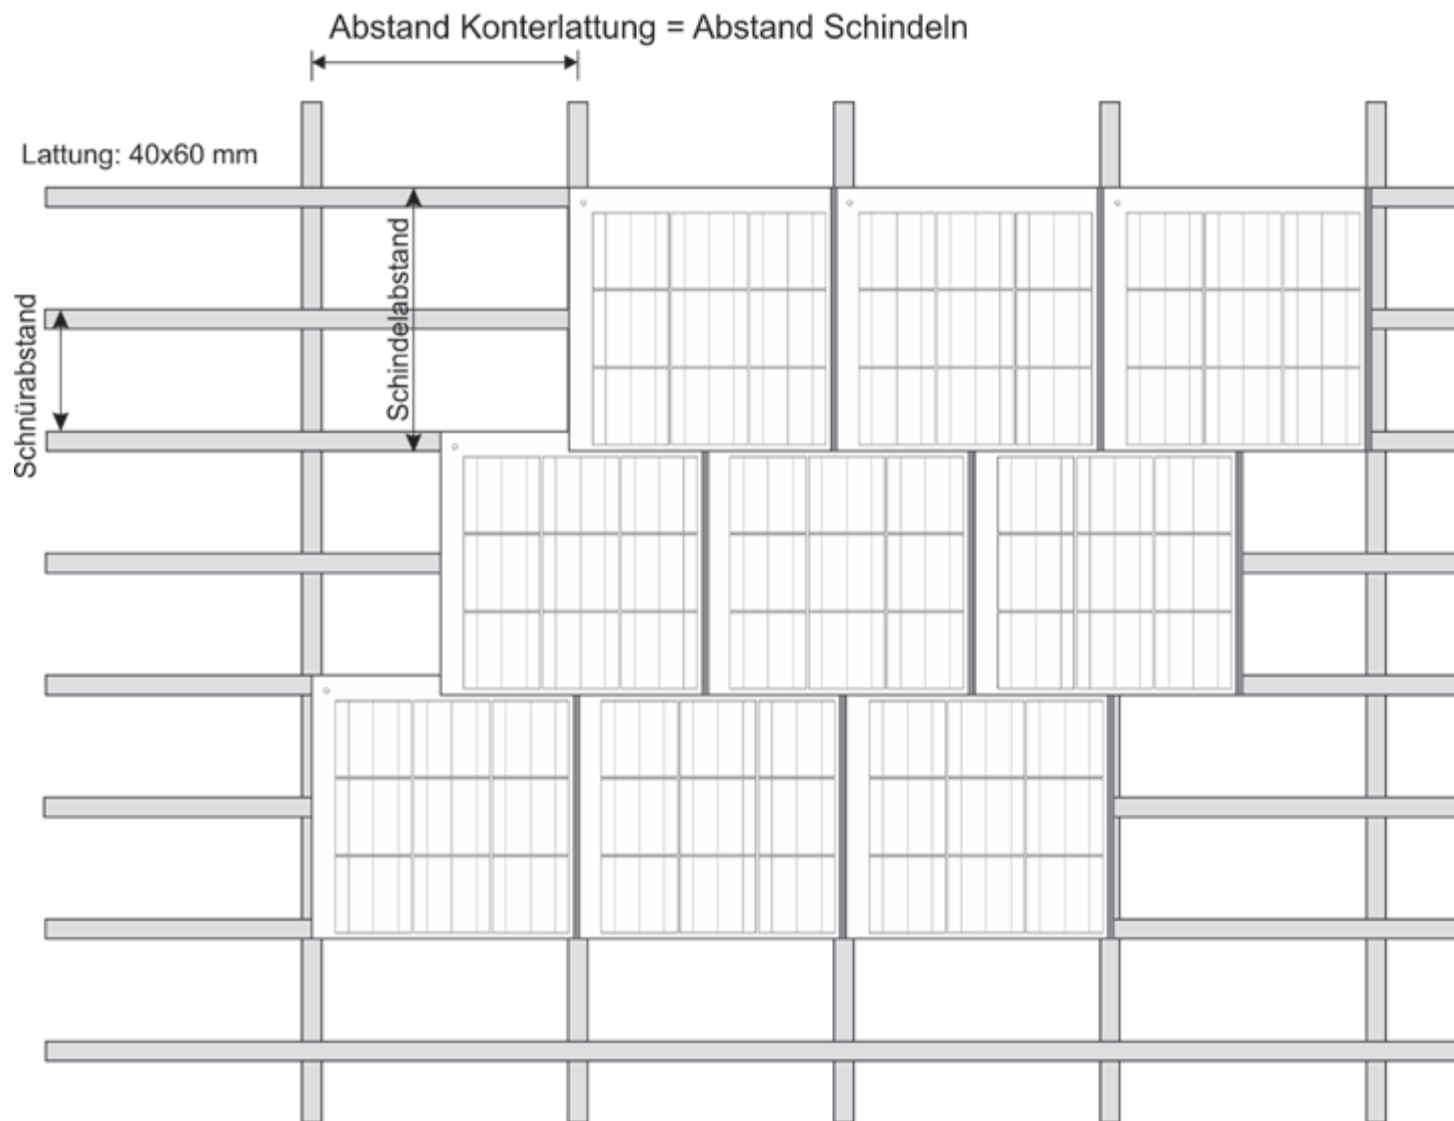 Abstand Konterlattung = Abstand Schindeln
Lattung: 40x60 mm
Schindelabstand
Schnürabstand